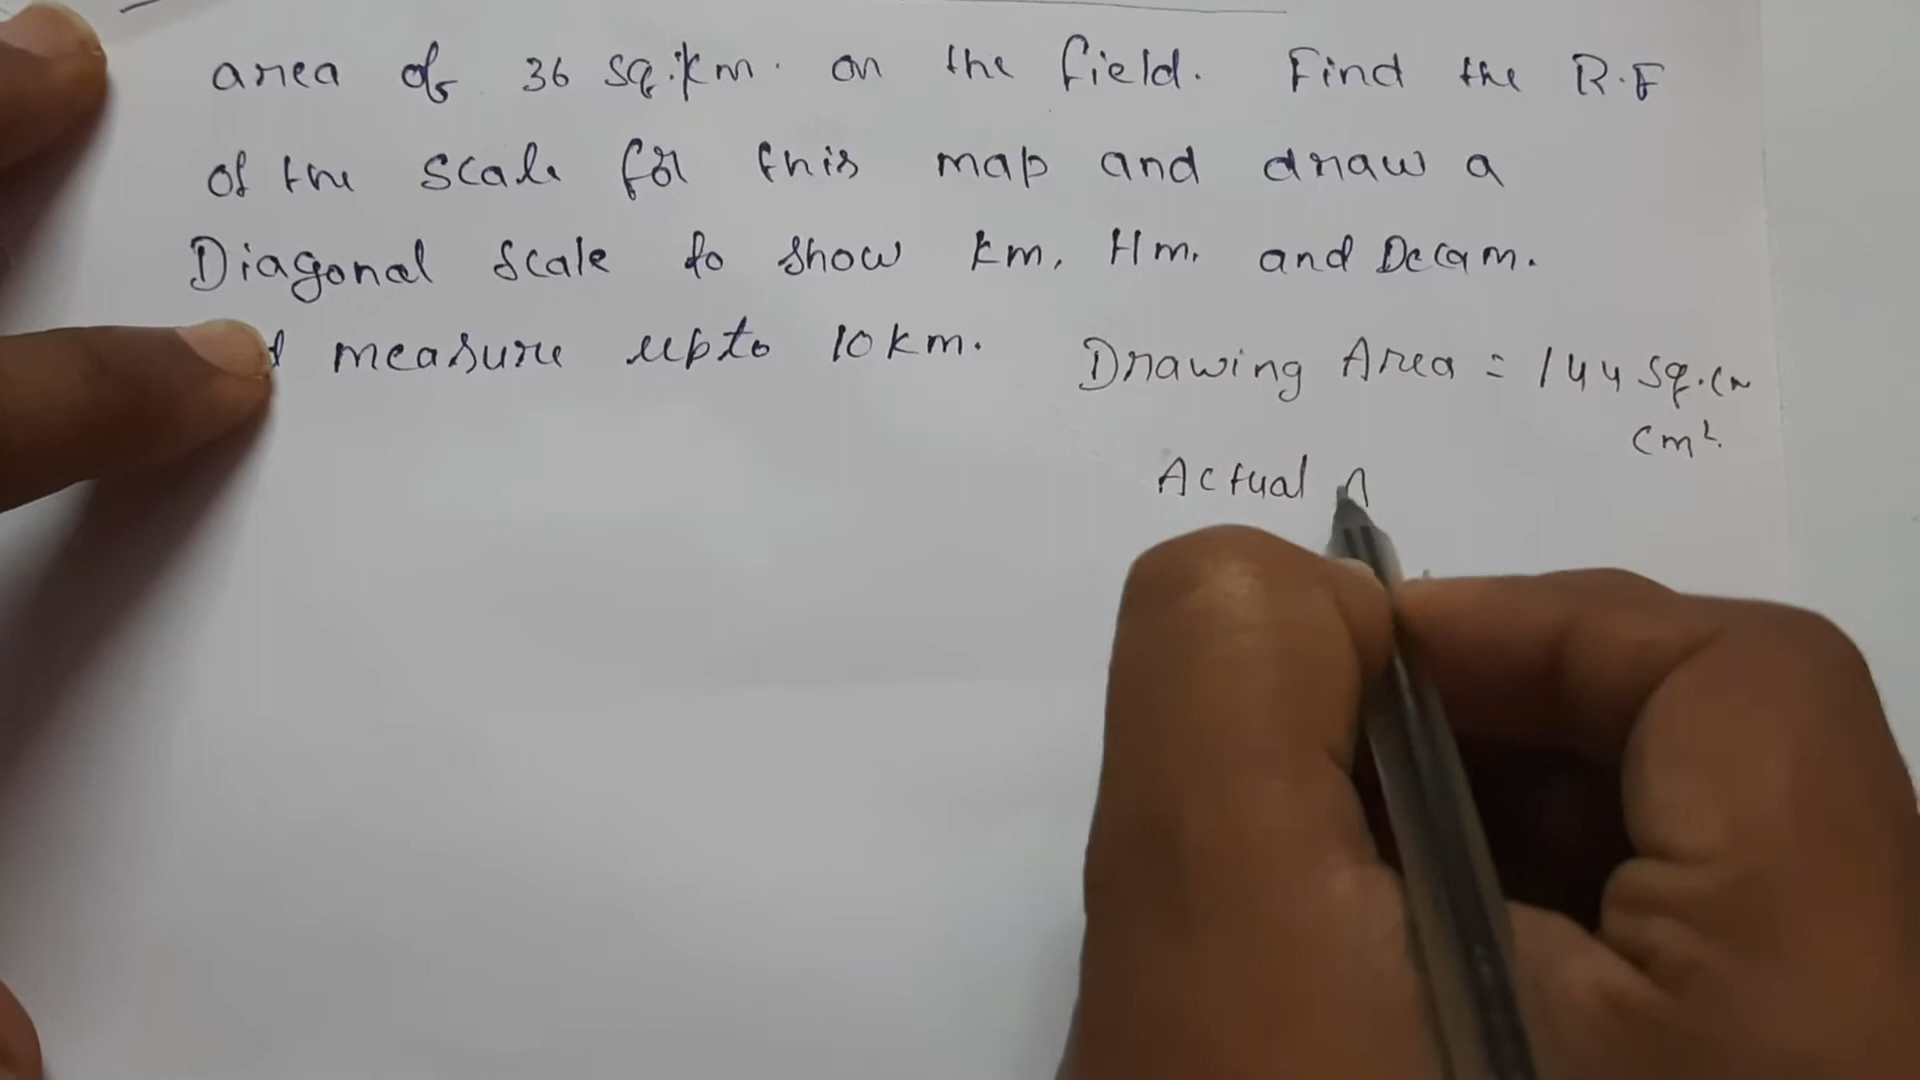 area of 36 sq.km. on the field. Find the R.F
of the scale for this map and draw a
Diagonal scale to show km, Hm. and Decam.
measure upto 10km.
Drawing Area = 144 sq.cm
cm².
Actual A